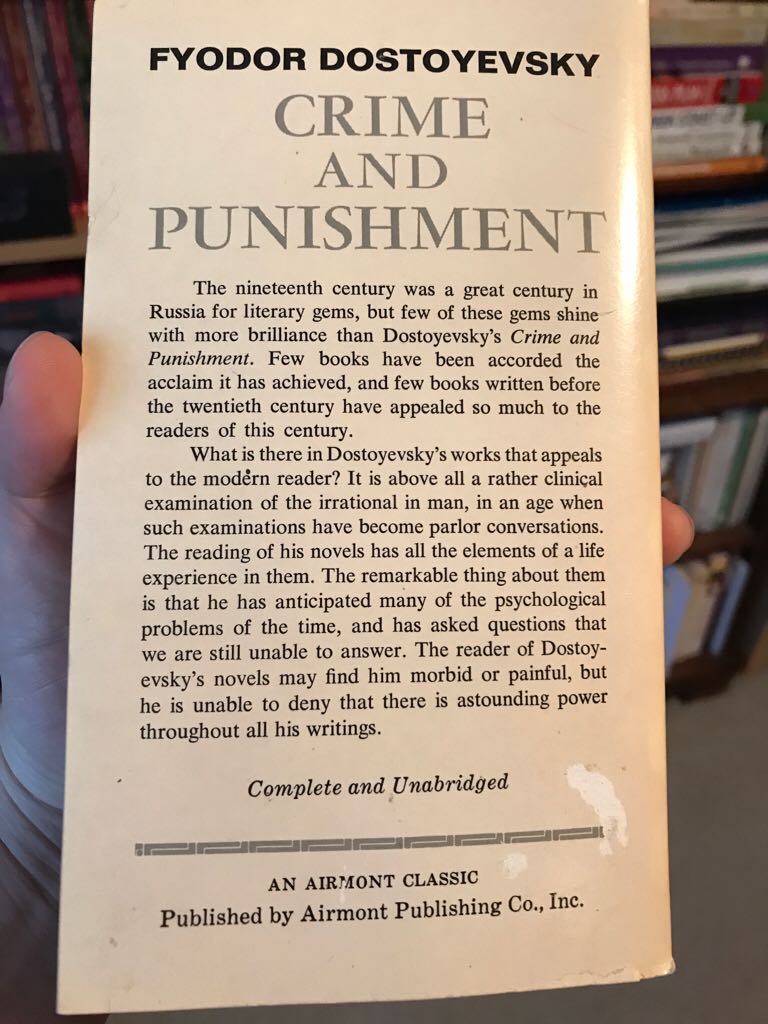 FYODOR DOSTOYEVSKY
CRIME
AND
PUNISHMENT
The nineteenth century was a great century in
Russia for literary gems, but few of these gems shine
with more brilliance than Dostoyevsky's Crime and
Punishment. Few books have been accorded the
acclaim it has achieved, and few books written before
the twentieth century have appealed so much to the
readers of this century.
What is there in Dostoyevsky's works that appeals
to the modern reader? It is above all a rather clinical
examination of the irrational in man, in an age when
such examinations have become parlor conversations.
The reading of his novels has all the elements of a life
experience in them. The remarkable thing about them
is that he has anticipated many of the psychological
problems of the time, and has asked questions that
we are still unable to answer. The reader of Dostoy-
evsky's novels may find him morbid or painful, but
he is unable to deny that there is astounding power
throughout all his writings.
Complete and Unabridged
AN AIRMONT CLASSIC
Published by Airmont Publishing Co., Inc.